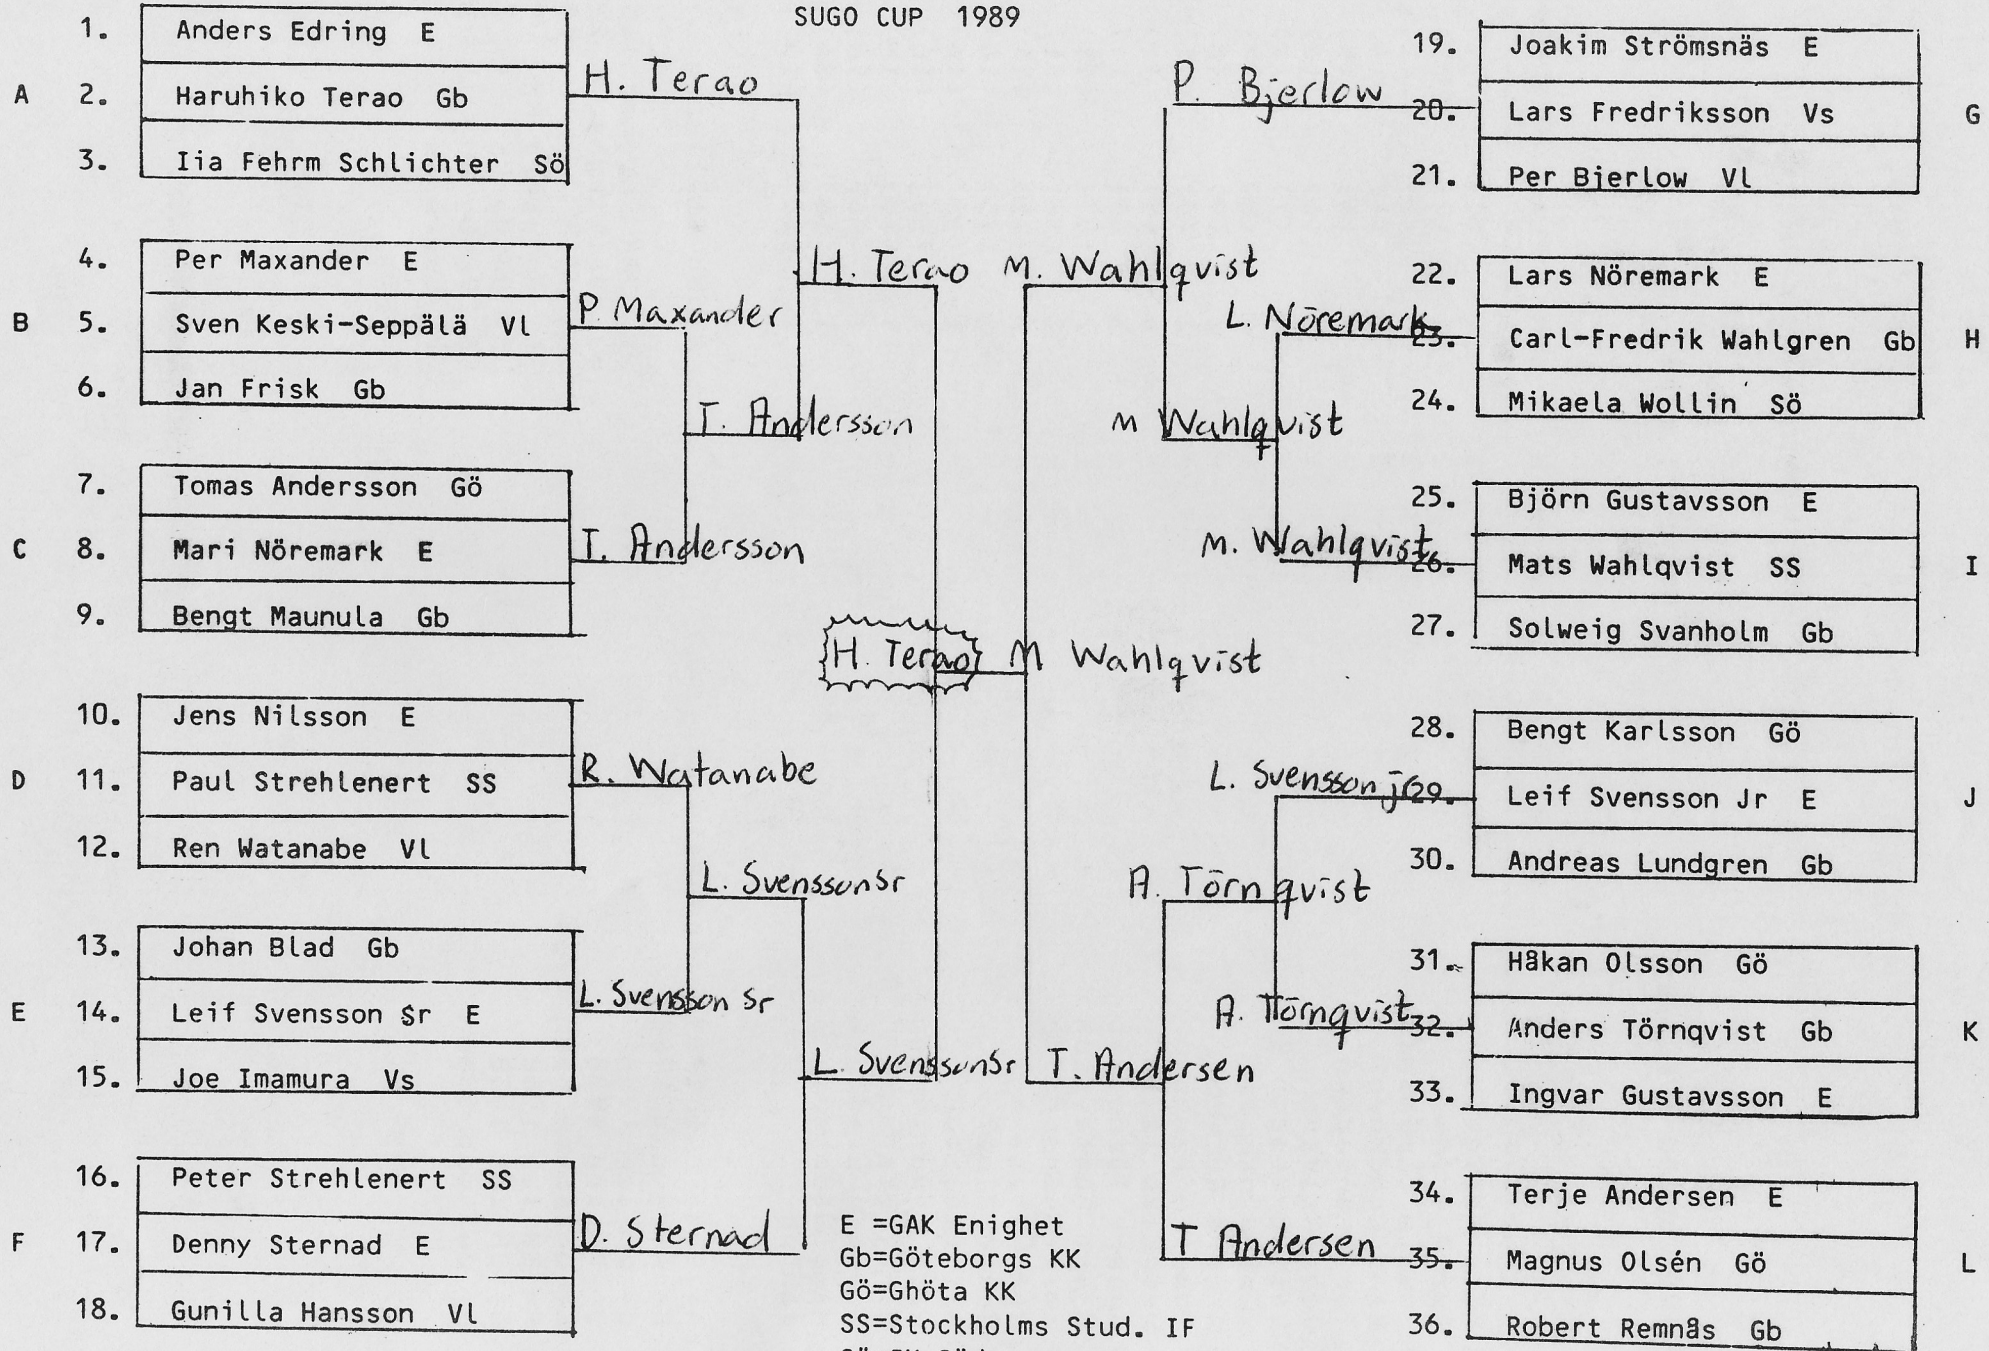 SUGO CUP 1989
A
1. Anders Edring E
2. Haruhiko Terao Gb
3. Iia Fehrm Schlichter Sö
H. Terao
B
4. Per Maxander E
5. Sven Keski-Seppälä Vl
6. Jan Frisk Gb
P. Maxander
C
7. Tomas Andersson Gö
8. Mari Nöremark E
9. Bengt Maunula Gb
T. Andersson
T. Andersson
H. Terao
D
10. Jens Nilsson E
11. Paul Strehlenert SS
12. Ren Watanabe Vl
R. Watanabe
E
13. Johan Blad Gb
14. Leif Svensson Sr E
15. Joe Imamura Vs
L. Svensson Sr
L. Svensson Sr
F
16. Peter Strehlenert SS
17. Denny Sternad E
18. Gunilla Hansson Vl
D. Sternad
L. Svensson Sr
H. Terao
M Wahlqvist
G
19. Joakim Strömsnäs E
20. Lars Fredriksson Vs
21. Per Bjerlow Vl
P. Bjerlow
H
22. Lars Nöremark E
23. Carl-Fredrik Wahlgren Gb
24. Mikaela Wollin Sö
L. Nöremark
I
25. Björn Gustavsson E
26. Mats Wahlqvist SS
27. Solweig Svanholm Gb
M. Wahlqvist
M Wahlqvist
M. Wahlqvist
J
28. Bengt Karlsson Gö
29. Leif Svensson Jr E
30. Andreas Lundgren Gb
L. Svensson jr
K
31. Håkan Olsson Gö
32. Anders Törnqvist Gb
33. Ingvar Gustavsson E
A. Törnqvist
A. Törnqvist
L
34. Terje Andersen E
35. Magnus Olsén Gö
36. Robert Remnås Gb
T Andersen
T. Andersen
E =GAK Enighet
Gb=Göteborgs KK
Gö=Ghöta KK
SS=Stockholms Stud. IF